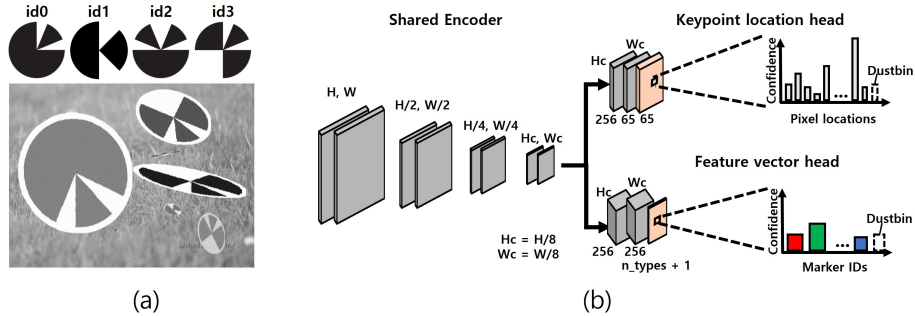 id0 id1 id2 id3
(a)
Shared Encoder
H, W
H/2, W/2
H/4, W/4
Hc, Wc
Hc = H/8
Wc = W/8
Keypoint location head
Hc
Wc
256 65 65
Confidence
Dustbin
...
Pixel locations
Feature vector head
Hc
Wc
256 256
n_types + 1
Confidence
Dustbin
...
Marker IDs
(b)